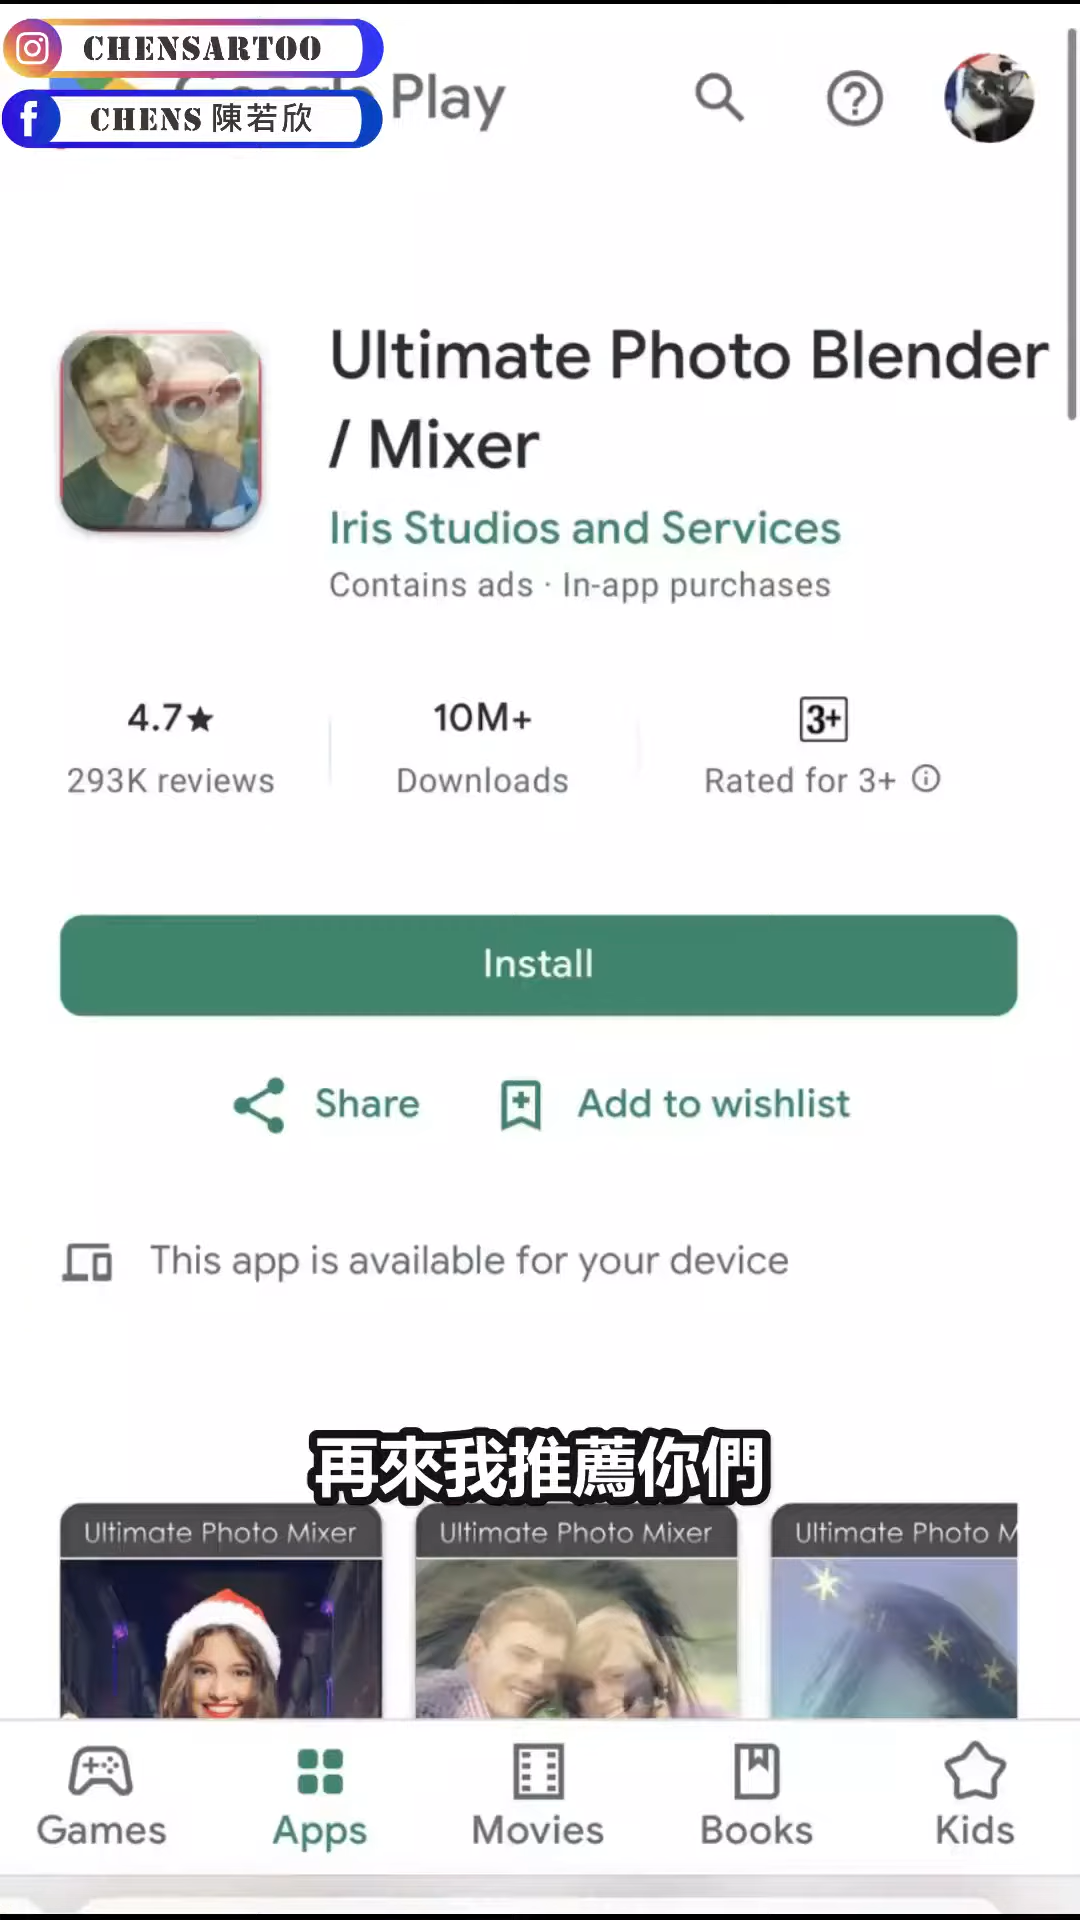 CHENSARTOO
Google Play
CHENS 陳若欣
Ultimate Photo Blender
/ Mixer
Iris Studios and Services
Contains ads · In-app purchases
4.7★
10M+
3+
293K reviews
Downloads
Rated for 3+
Install
Share
Add to wishlist
This app is available for your device
再來我推薦你們
Ultimate Photo Mixer
Ultimate Photo Mixer
Ultimate Photo M
Games
Apps
Movies
Books
Kids